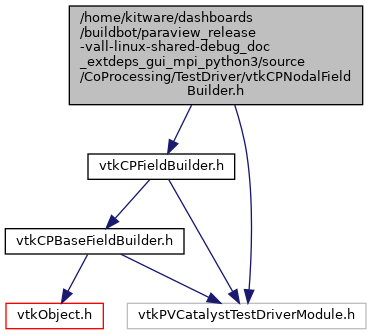 /home/kitware/dashboards
/buildbot/paraview_release
-vall-linux-shared-debug_doc
_extdeps_gui_mpi_python3/source
/CoProcessing/TestDriver/vtkCPNodalField
Builder.h
vtkCPFieldBuilder.h
vtkCPBaseFieldBuilder.h
vtkObject.h
vtkPVCatalystTestDriverModule.h